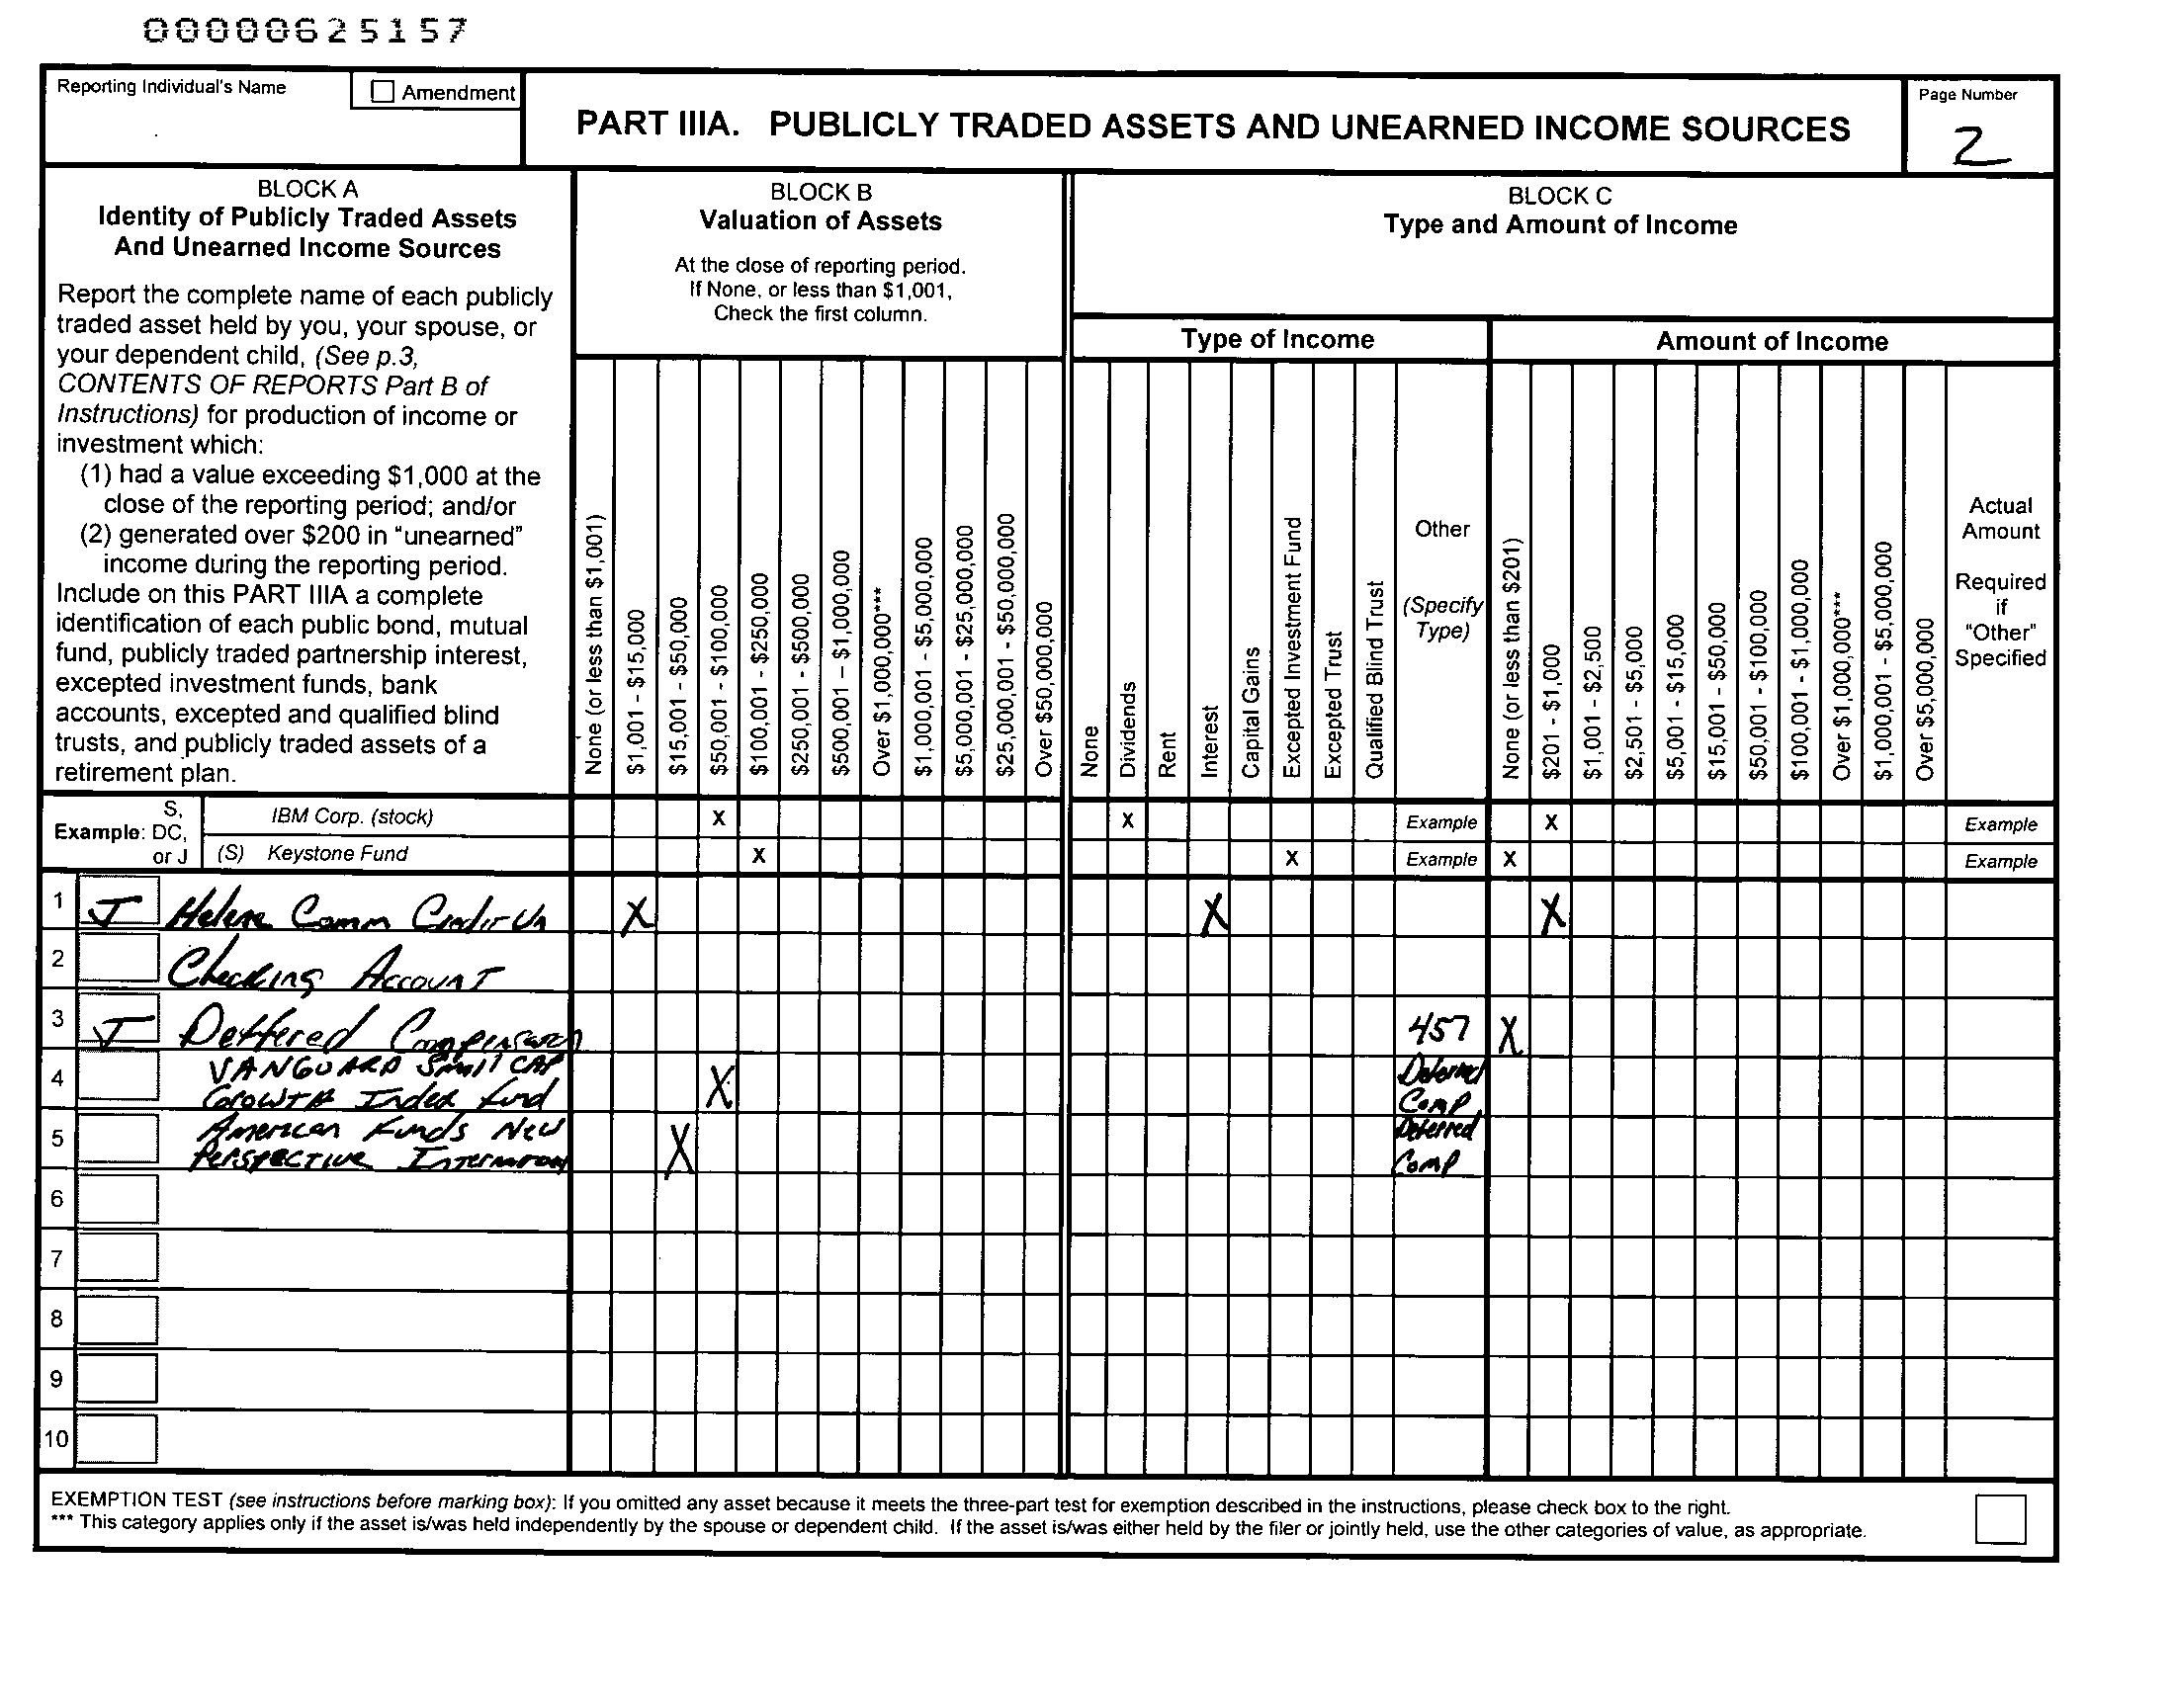 00000625157
Reporting Individual's Name
Amendment
PART IIIA. PUBLICLY TRADED ASSETS AND UNEARNED INCOME SOURCES
Page Number
2
BLOCK A
Identity of Publicly Traded Assets
And Unearned Income Sources
Report the complete name of each publicly
traded asset held by you, your spouse, or
your dependent child, (See p.3,
CONTENTS OF REPORTS Part B of
Instructions) for production of income or
investment which:
(1) had a value exceeding $1,000 at the
close of the reporting period; and/or
(2) generated over $200 in "unearned"
income during the reporting period.
Include on this PART IIIA a complete
identification of each public bond, mutual
fund, publicly traded partnership interest,
excepted investment funds, bank
accounts, excepted and qualified blind
trusts, and publicly traded assets of a
retirement plan.
BLOCK B
Valuation of Assets
At the close of reporting period.
If None, or less than $1,001,
Check the first column.
None (or less than $1,001)
$1,001 - $15,000
$15,001 - $50,000
$50,001 - $100,000
$100,001 - $250,000
$250,001 - $500,000
$500,001 – $1,000,000
Over $1,000,000***
$1,000,001 - $5,000,000
$5,000,001 - $25,000,000
$25,000,001 - $50,000,000
Over $50,000,000
BLOCK C
Type and Amount of Income
Type of Income
None
Dividends
Rent
Interest
Capital Gains
Excepted Investment Fund
Excepted Trust
Qualified Blind Trust
Other
(Specify
Type)
Amount of Income
None (or less than $201)
$201 - $1,000
$1,001 - $2,500
$2,501 - $5,000
$5,001 - $15,000
$15,001 - $50,000
$50,001 - $100,000
$100,001 - $1,000,000
Over $1,000,000***
$1,000,001 - $5,000,000
Over $5,000,000
Actual
Amount
Required
if
"Other"
Specified
Example: S, DC, or J
IBM Corp. (stock) X X Example X Example
(S) Keystone Fund X X Example X Example
1 J Helena Comm Credit Un X X X
2 Checking Account
3 J Deffered Compensation 457 X
4 VANGUARD Small CAP
Growth Index fund X Deferred
Comp
5 American Funds New
Perspective X Deferred
Comp
6
7
8
9
10
EXEMPTION TEST (see instructions before marking box): If you omitted any asset because it meets the three-part test for exemption described in the instructions, please check box to the right.
*** This category applies only if the asset is/was held independently by the spouse or dependent child. If the asset is/was either held by the filer or jointly held, use the other categories of value, as appropriate.